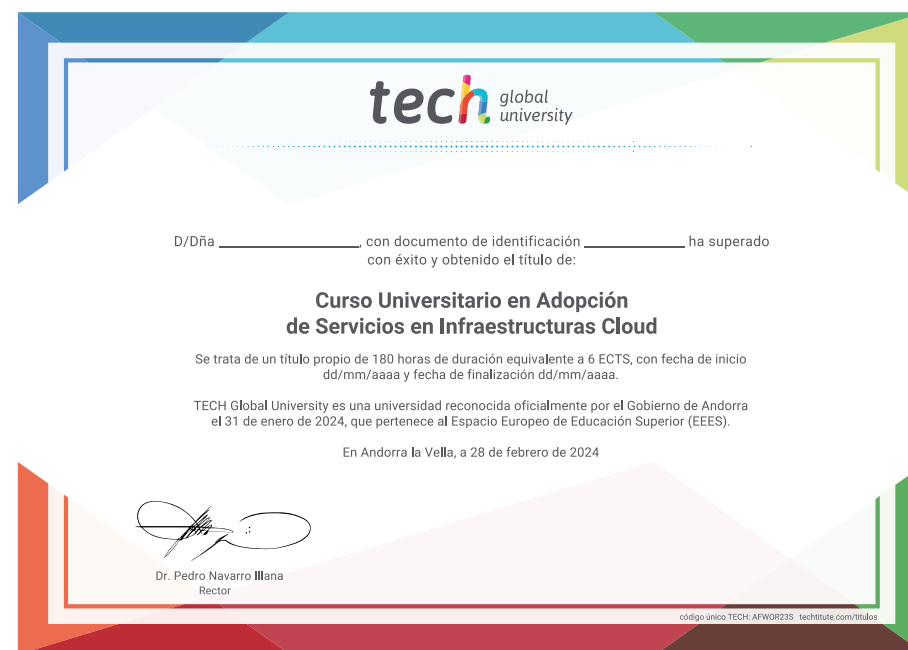 tech global university
D/Dña ____________________, con documento de identificación ______________ ha superado
con éxito y obtenido el título de:
Curso Universitario en Adopción
de Servicios en Infraestructuras Cloud
Se trata de un título propio de 180 horas de duración equivalente a 6 ECTS, con fecha de inicio
dd/mm/aaaa y fecha de finalización dd/mm/aaaa.
TECH Global University es una universidad reconocida oficialmente por el Gobierno de Andorra
el 31 de enero de 2024, que pertenece al Espacio Europeo de Educación Superior (EEES).
En Andorra la Vella, a 28 de febrero de 2024
Dr. Pedro Navarro Illana
Rector
código único TECH: AFWOR23S techtitute.com/titulos